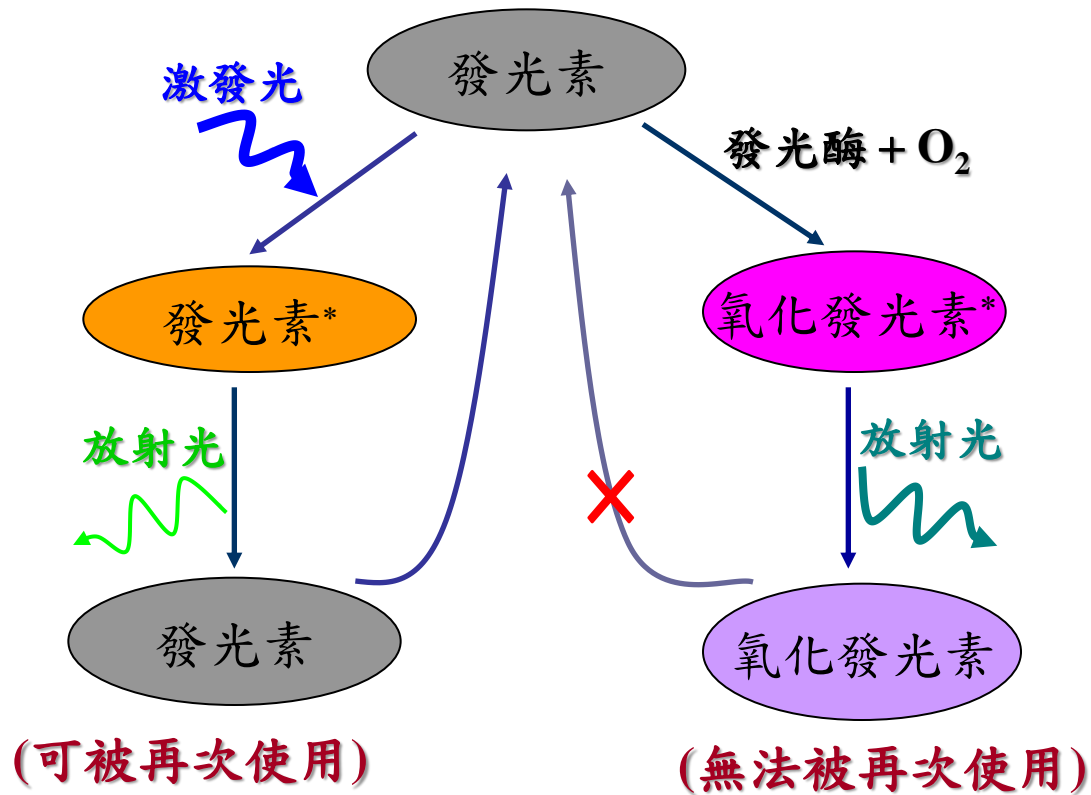 發光素
激發光
發光酶 + O₂
發光素*
氧化發光素*
放射光
放射光
發光素
氧化發光素
(可被再次使用)
(無法被再次使用)